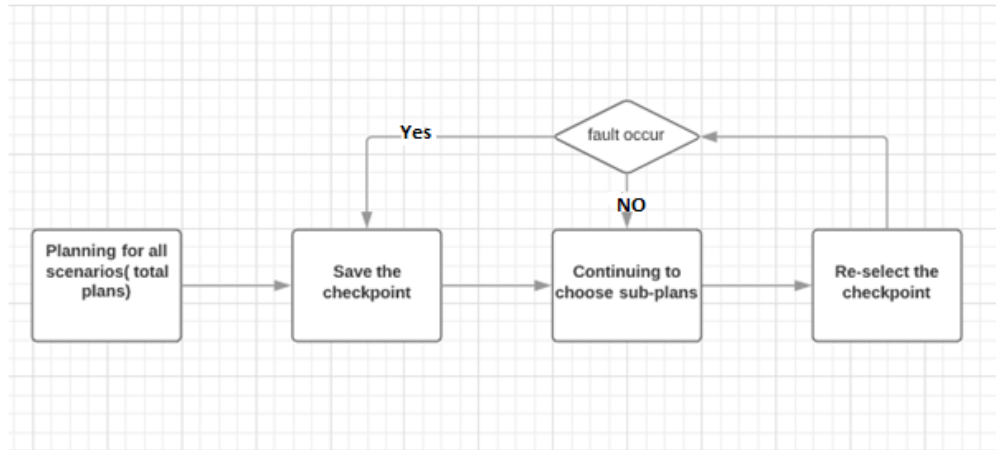 fault occur
Yes
NO
Planning for all
scenarios( total
plans)
Save the
checkpoint
Continuing to
choose sub-plans
Re-select the
checkpoint